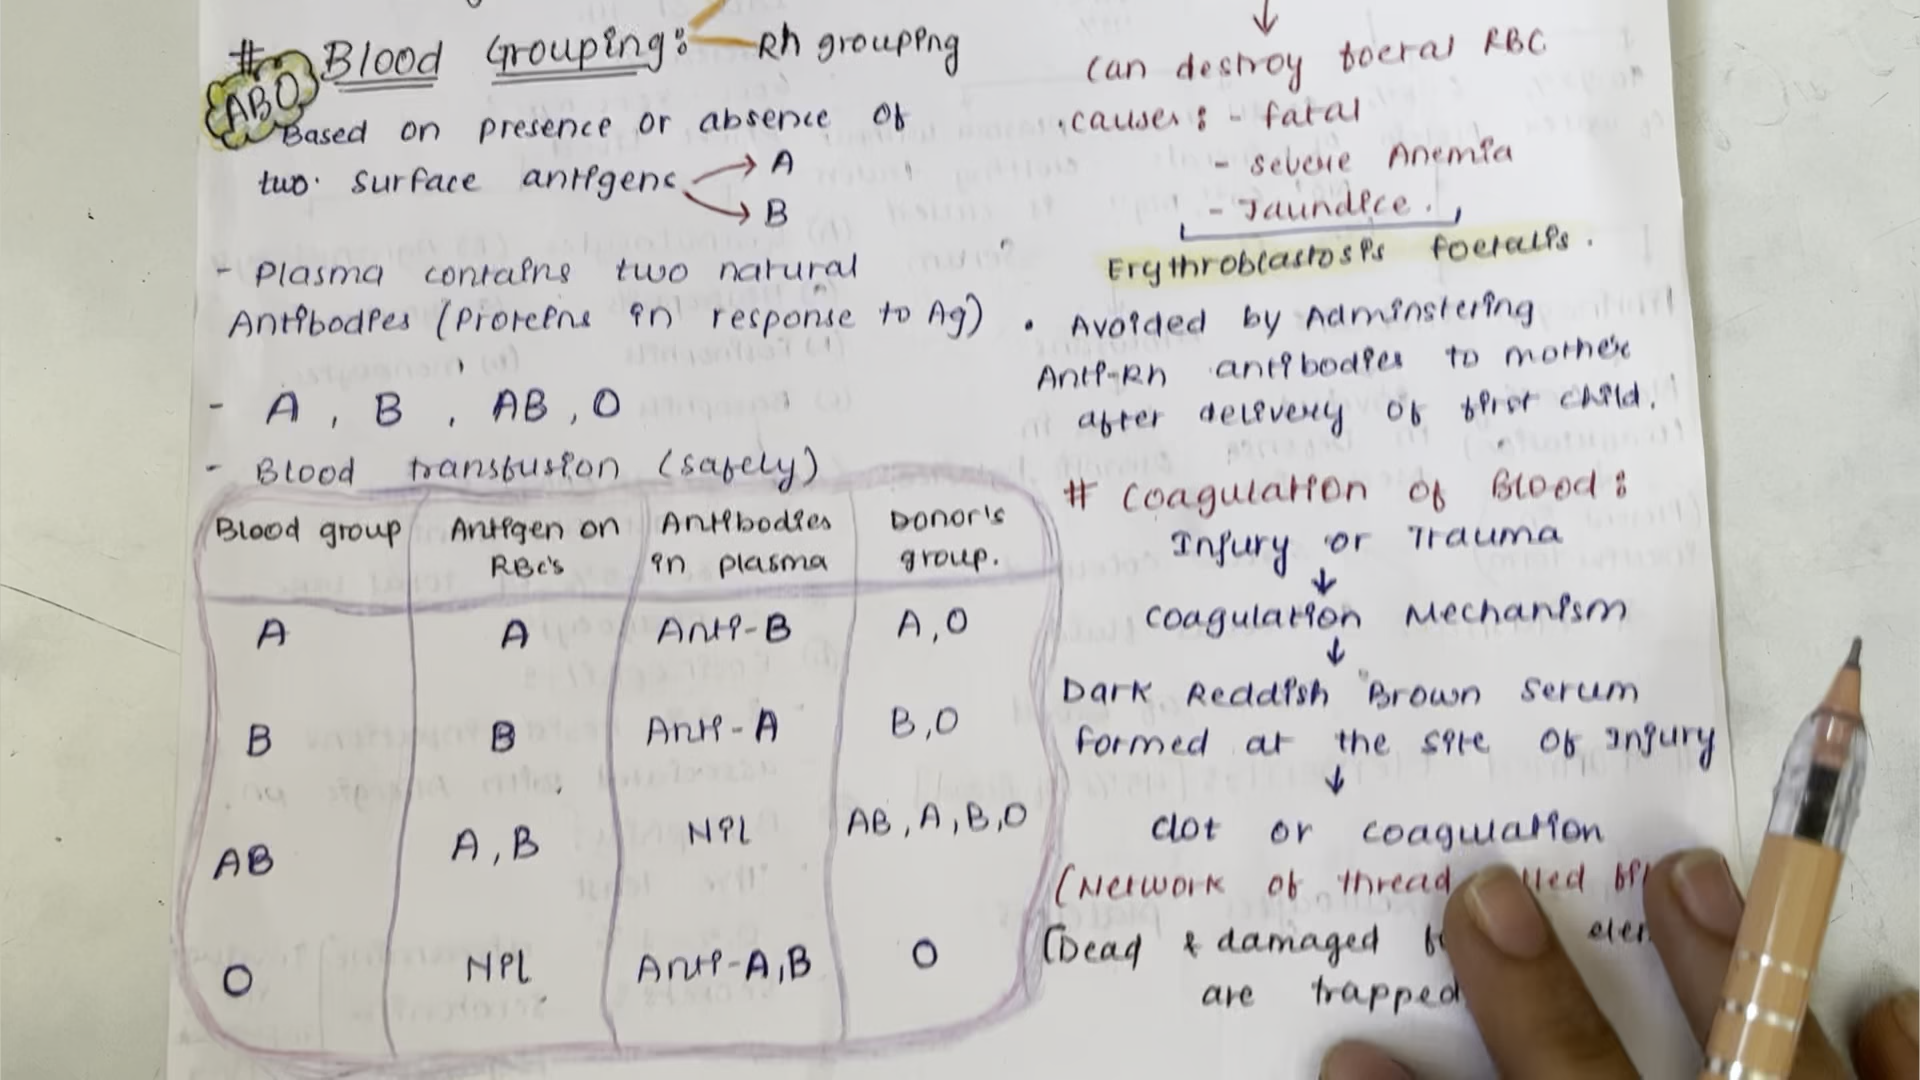 # Blood Grouping:
Rh grouping
ABO
Based on presence or absence of
two surface antigens
A
B
- Plasma contains two natural
Antibodies (Proteins in response to Ag)
- A , B , AB , O
- Blood transfusion (safely)
Blood group Antigen on RBC's Antibodies in plasma Donor's group.
A A Anti-B A,O
B B Anti-A B,O
AB A,B Nil AB,A,B,O
O Nil Anti-A,B O
↓
can destroy foetal RBC
causes: - fatal
- severe Anemia
- Jaundice.
Erythroblastosis foetalis.
• Avoided by Adminstering
Anti-Rh antibodies to mother
after delivery of first child.
# Coagulation of Blood:
Injury or Trauma
↓
Coagulation Mechanism
↓
Dark Reddish Brown Serum
formed at the site of Injury
↓
clot or coagulation
(Network of thread
(Dead & damaged
are trapped